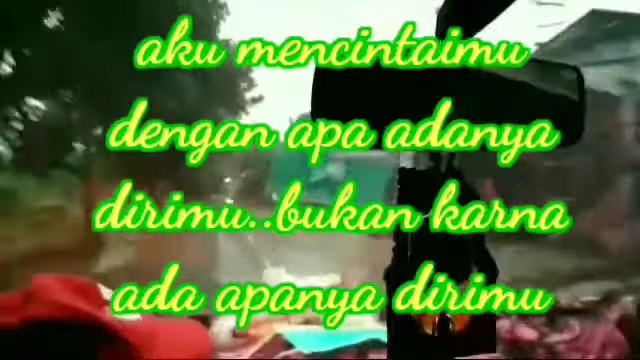 aku mencintaimu
dengan apa adanya
dirimu..bukan karna
ada apanya dirimu